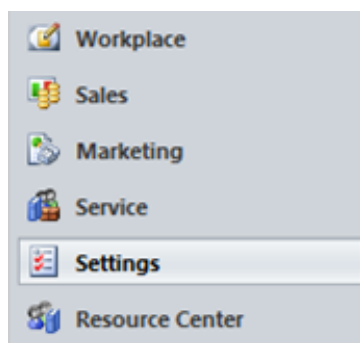 Workplace
Sales
Marketing
Service
Settings
Resource Center